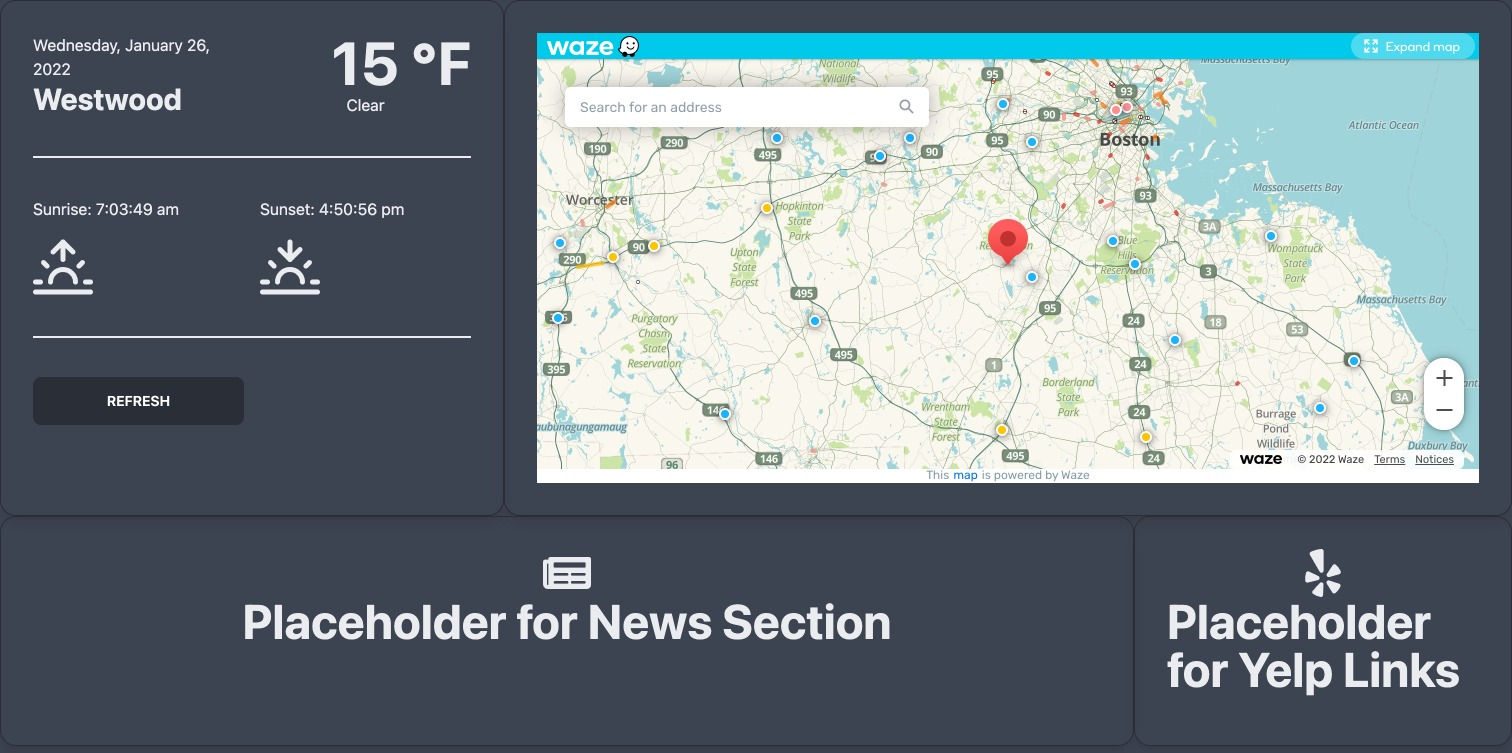 Wednesday, January 26,
2022
Westwood
15 °F
Clear
Sunrise: 7:03:49 am
Sunset: 4:50:56 pm
REFRESH
waze
Expand map
Search for an address
National
Wildlife
Massachusetts Bay
95
93
90
Boston
Atlantic Ocean
190
290
495
90
95
Worcester
Hopkinton
State
Park
93
Massachusetts Bay
3A
290
90
Upton
State
Forest
Blue
Hills
Reservation
Wompatuck
State
Park
3
495
95
Massachusetts Bay
Purgatory
Chasm
State
Reservation
24
18
53
495
395
1
24
Borderland
State
Park
3A
Wrentham
State
Forest
24
Burrage
Pond
Wildlife
aubunagungamaug
Duxbury Bay
96
146
495
24
waze
© 2022 Waze
Terms
Notices
This map is powered by Waze
Placeholder for News Section
Placeholder
for Yelp Links